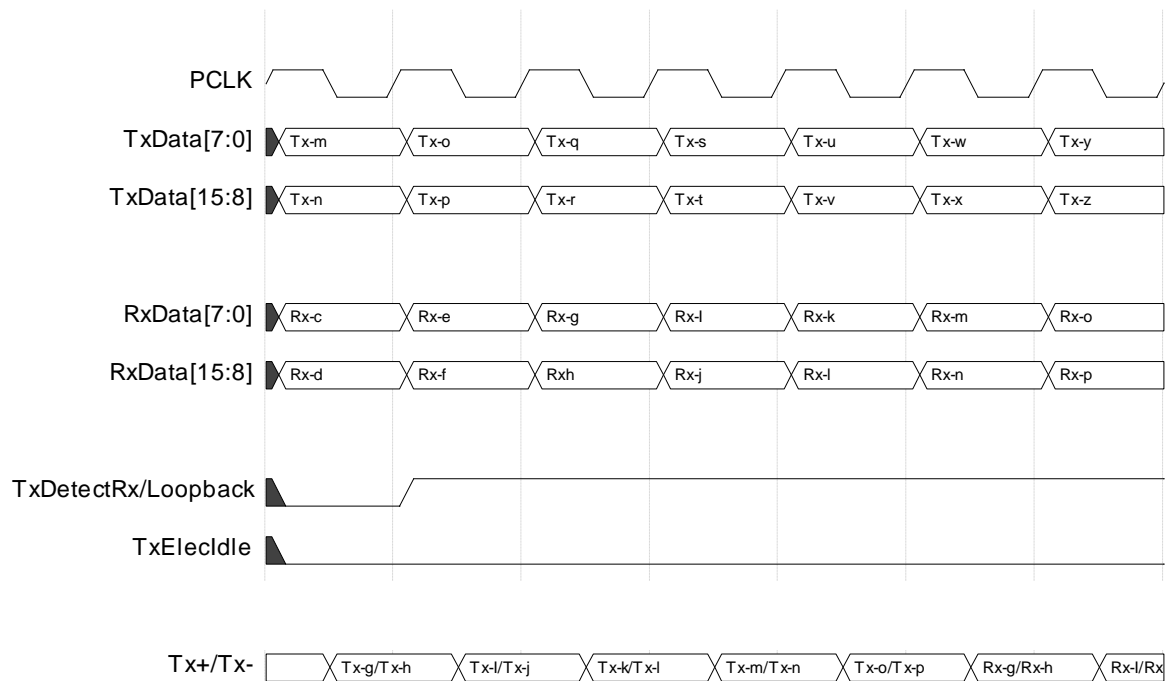 PCLK
TxData[7:0] Tx-m Tx-o Tx-q Tx-s Tx-u Tx-w Tx-y
TxData[15:8] Tx-n Tx-p Tx-r Tx-t Tx-v Tx-x Tx-z
RxData[7:0] Rx-c Rx-e Rx-g Rx-I Rx-k Rx-m Rx-o
RxData[15:8] Rx-d Rx-f Rxh Rx-j Rx-l Rx-n Rx-p
TxDetectRx/Loopback
TxElecIdle
Tx+/Tx- Tx-g/Tx-h Tx-I/Tx-j Tx-k/Tx-l Tx-m/Tx-n Tx-o/Tx-p Rx-g/Rx-h Rx-I/Rx